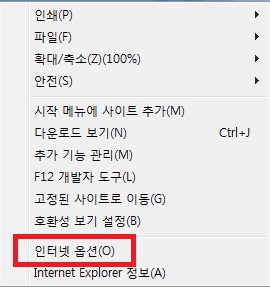 인쇄(P)
파일(F)
확대/축소(Z)(100%)
안전(S)
시작 메뉴에 사이트 추가(M)
다운로드 보기(N) Ctrl+J
추가 기능 관리(M)
F12 개발자 도구(L)
고정된 사이트로 이동(G)
호환성 보기 설정(B)
인터넷 옵션(O)
Internet Explorer 정보(A)